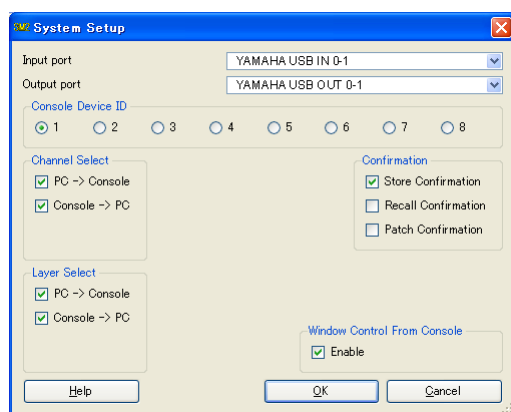 SM2 System Setup
Input port YAMAHA USB IN 0-1
Output port YAMAHA USB OUT 0-1
Console Device ID
1 2 3 4 5 6 7 8
Channel Select
PC -> Console
Console -> PC
Confirmation
Store Confirmation
Recall Confirmation
Patch Confirmation
Layer Select
PC -> Console
Console -> PC
Window Control From Console
Enable
Help OK Cancel